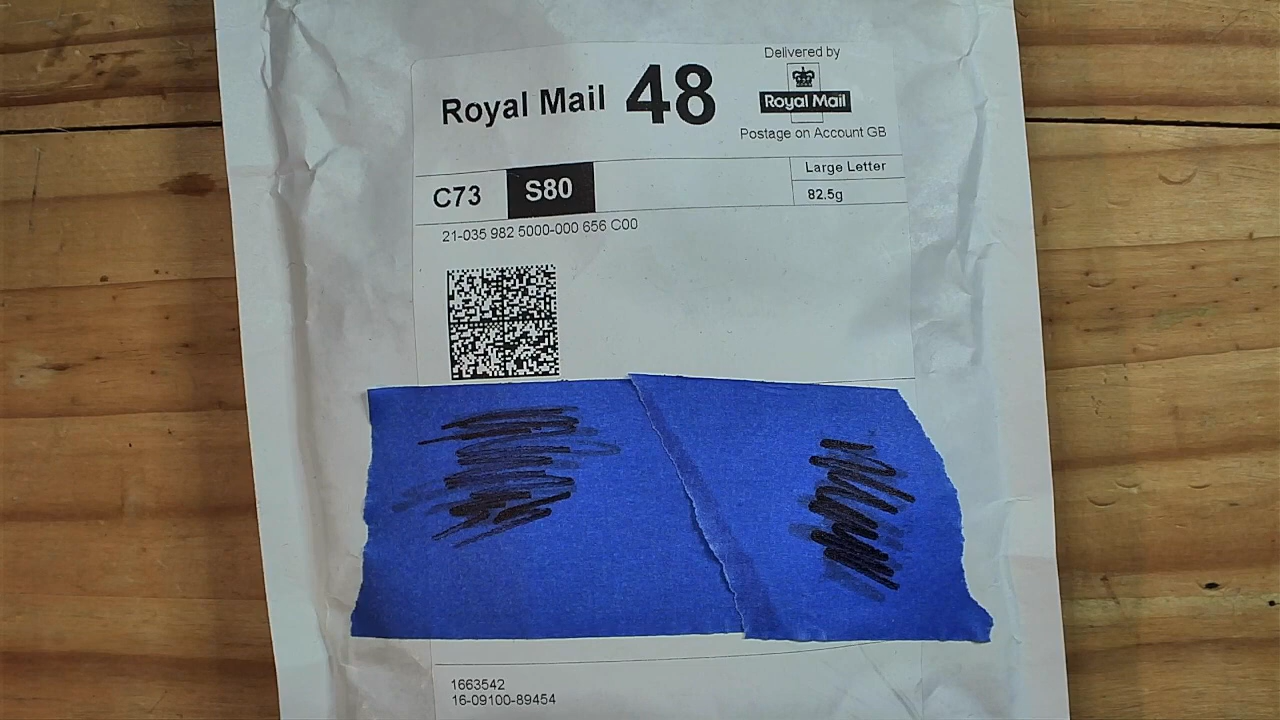 Delivered by
Royal Mail 48
Royal Mail
Postage on Account GB
C73 S80
Large Letter
82.5g
21-035 982 5000-000 656 C00
1663542
16-09100-89454